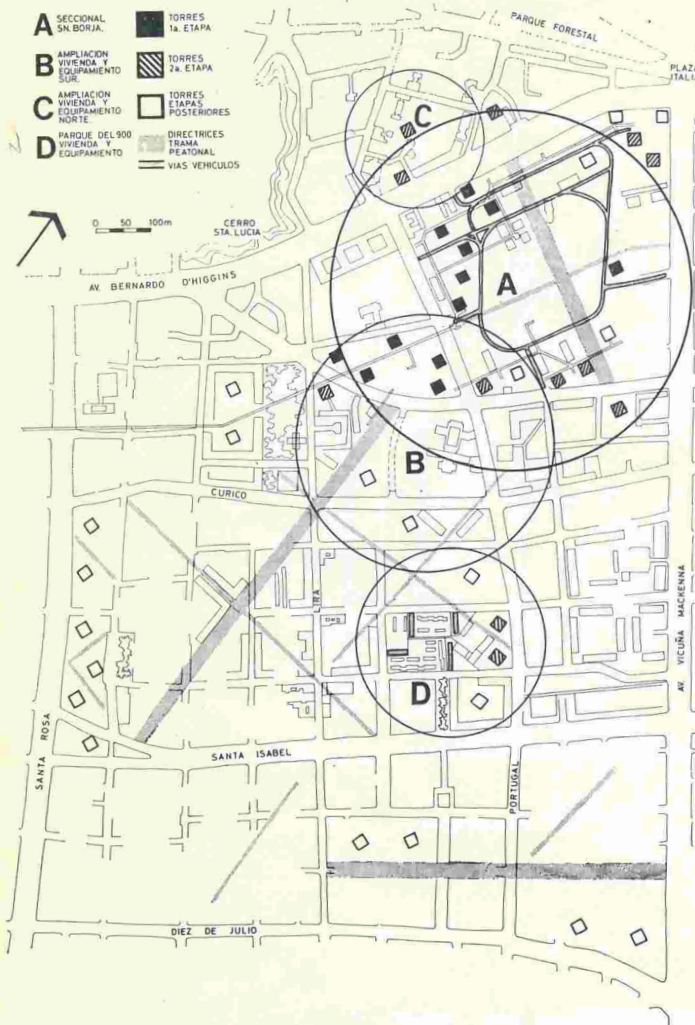 A SECCIONAL
SN. BORJA.
TORRES
1a. ETAPA
B AMPLIACION
VIVIENDA Y
EQUIPAMIENTO
SUR.
TORRES
2a. ETAPA
C AMPLIACION
VIVIENDA Y
EQUIPAMIENTO
NORTE
TORRES
ETAPAS
POSTERIORES
D PARQUE DEL 900
VIVIENDA Y
EQUIPAMIENTO
DIRECTRICES
TRAMA
PEATONAL
VIAS VEHICULOS
0 50 100m
PARQUE FORESTAL
PLAZA
ITALIA
CERRO
STA. LUCIA
AV. BERNARDO O'HIGGINS
C
A
B
CURICO
LIRA
D
AV. VICUÑA MACKENNA
SANTA ROSA
SANTA ISABEL
PORTUGAL
DIEZ DE JULIO